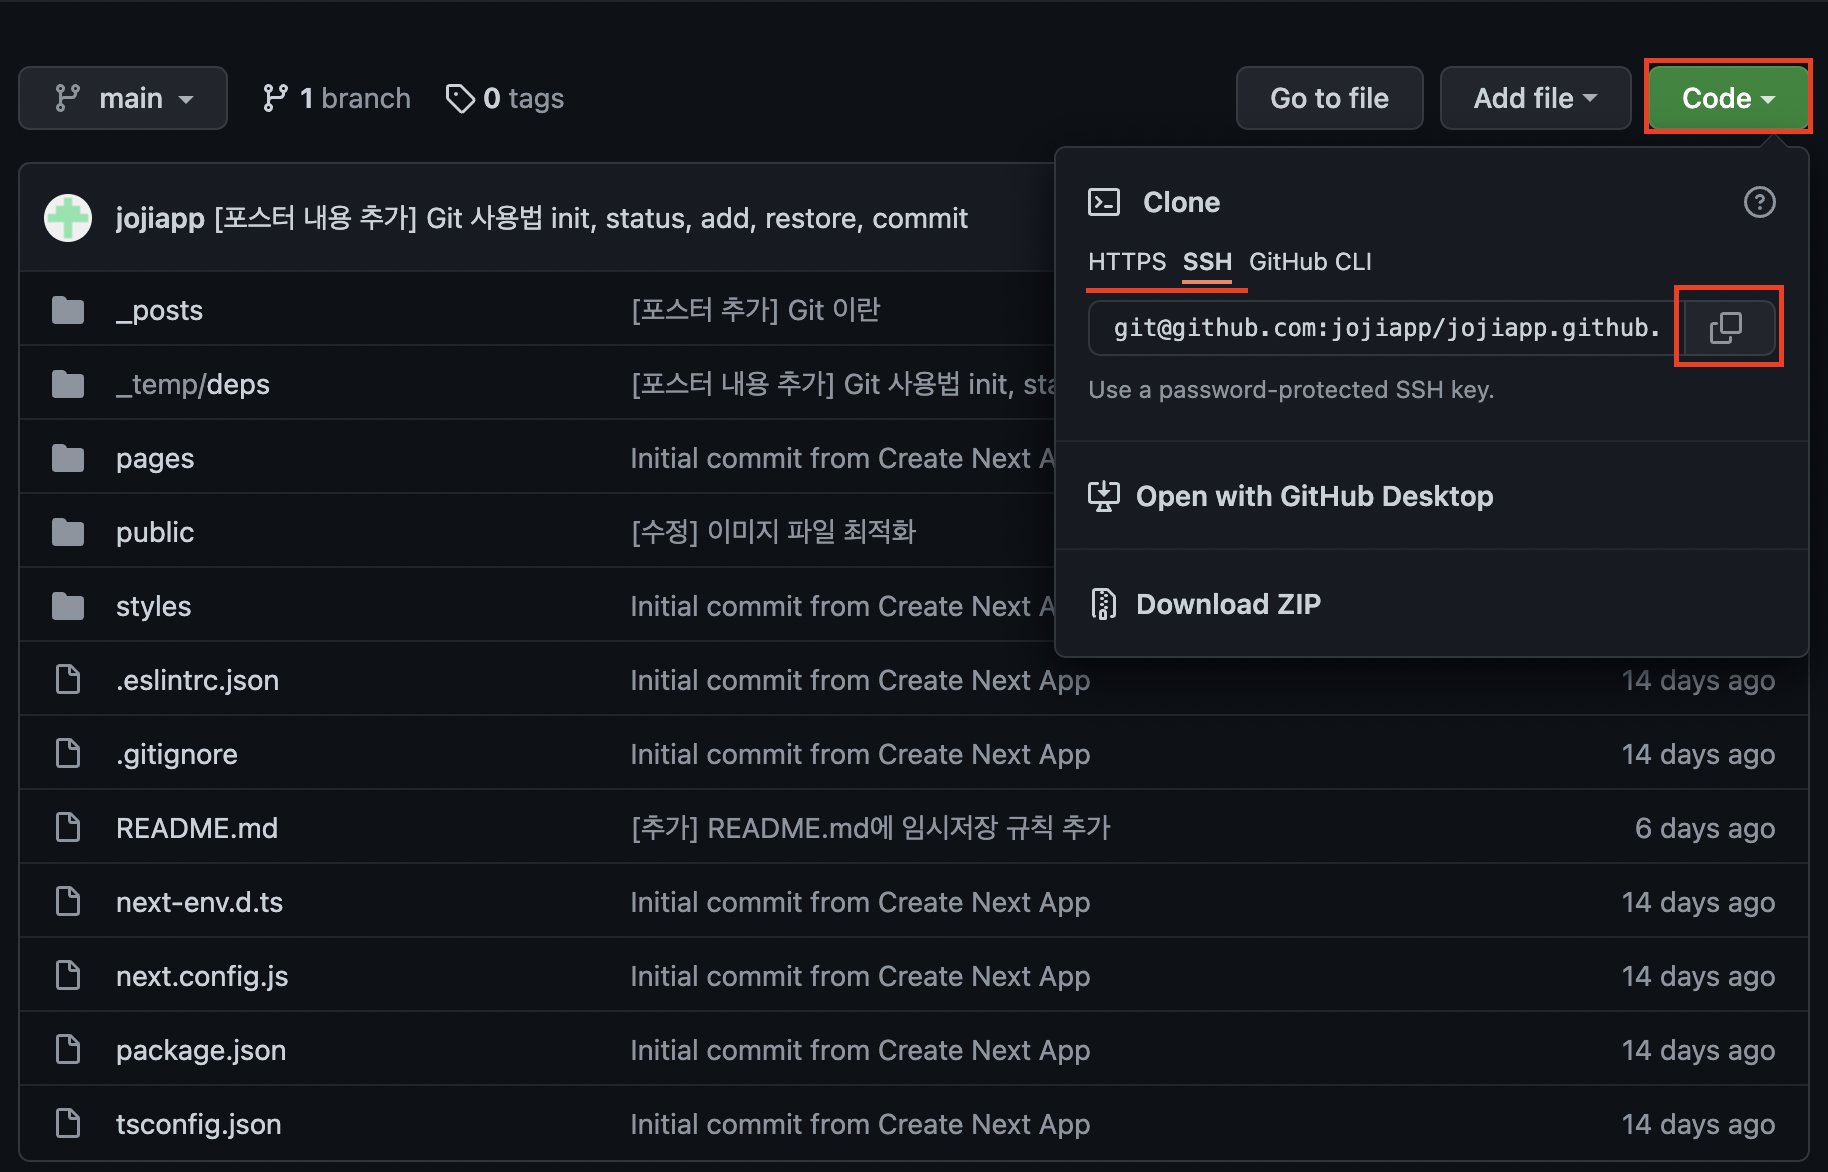 main 1 branch 0 tags Go to file Add file Code
jojiapp [포스터 내용 추가] Git 사용법 init, status, add, restore, commit
Clone
HTTPS SSH GitHub CLI
git@github.com:jojiapp/jojiapp.github.
Use a password-protected SSH key.
Open with GitHub Desktop
Download ZIP
_posts [포스터 추가] Git 이란
_temp/deps [포스터 내용 추가] Git 사용법 init, sta
pages Initial commit from Create Next A
public [수정] 이미지 파일 최적화
styles Initial commit from Create Next A
.eslintrc.json Initial commit from Create Next App 14 days ago
.gitignore Initial commit from Create Next App 14 days ago
README.md [추가] README.md에 임시저장 규칙 추가 6 days ago
next-env.d.ts Initial commit from Create Next App 14 days ago
next.config.js Initial commit from Create Next App 14 days ago
package.json Initial commit from Create Next App 14 days ago
tsconfig.json Initial commit from Create Next App 14 days ago